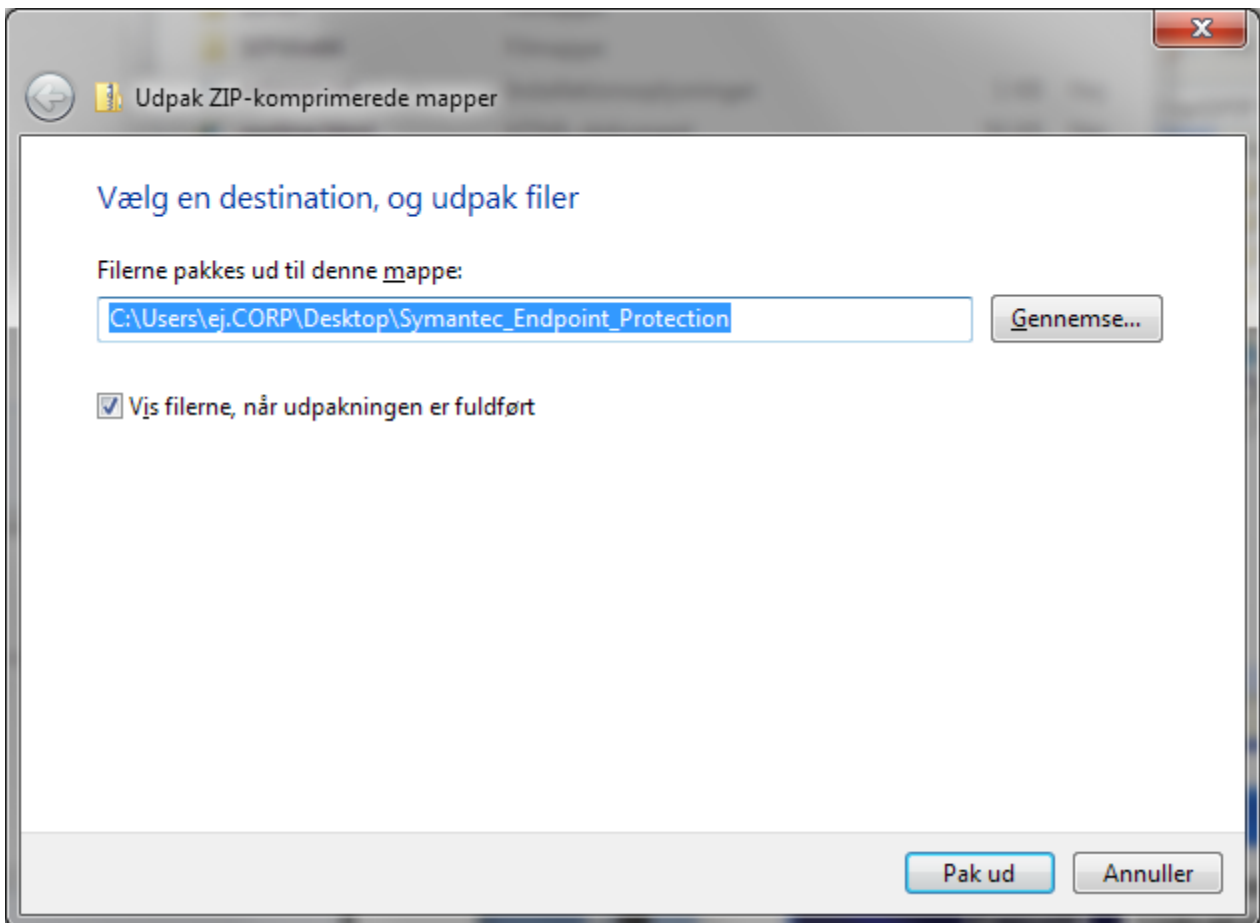 Udpak ZIP-komprimerede mapper
Vælg en destination, og udpak filer
Filerne pakkes ud til denne mappe:
C:\Users\ej.CORP\Desktop\Symantec_Endpoint_Protection
Gennemse...
Vis filerne, når udpakningen er fuldført
Pak ud
Annuller